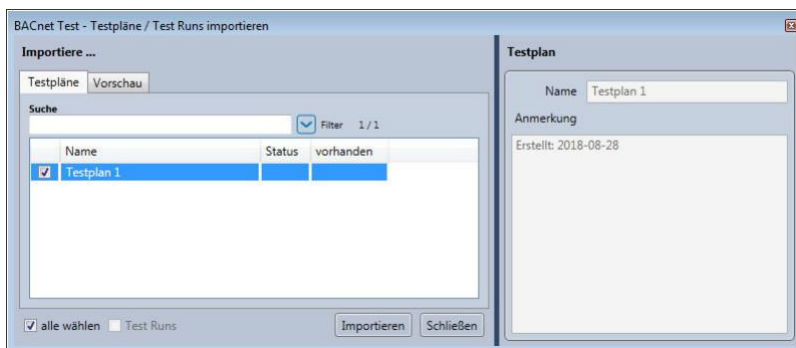 BACnet Test - Testpläne / Test Runs importieren
Importiere ...
Testpläne Vorschau
Suche
Filter 1 / 1
Name Status vorhanden
Testplan 1
alle wählen Test Runs Importieren Schließen
Testplan
Name Testplan 1
Anmerkung
Erstellt: 2018-08-28